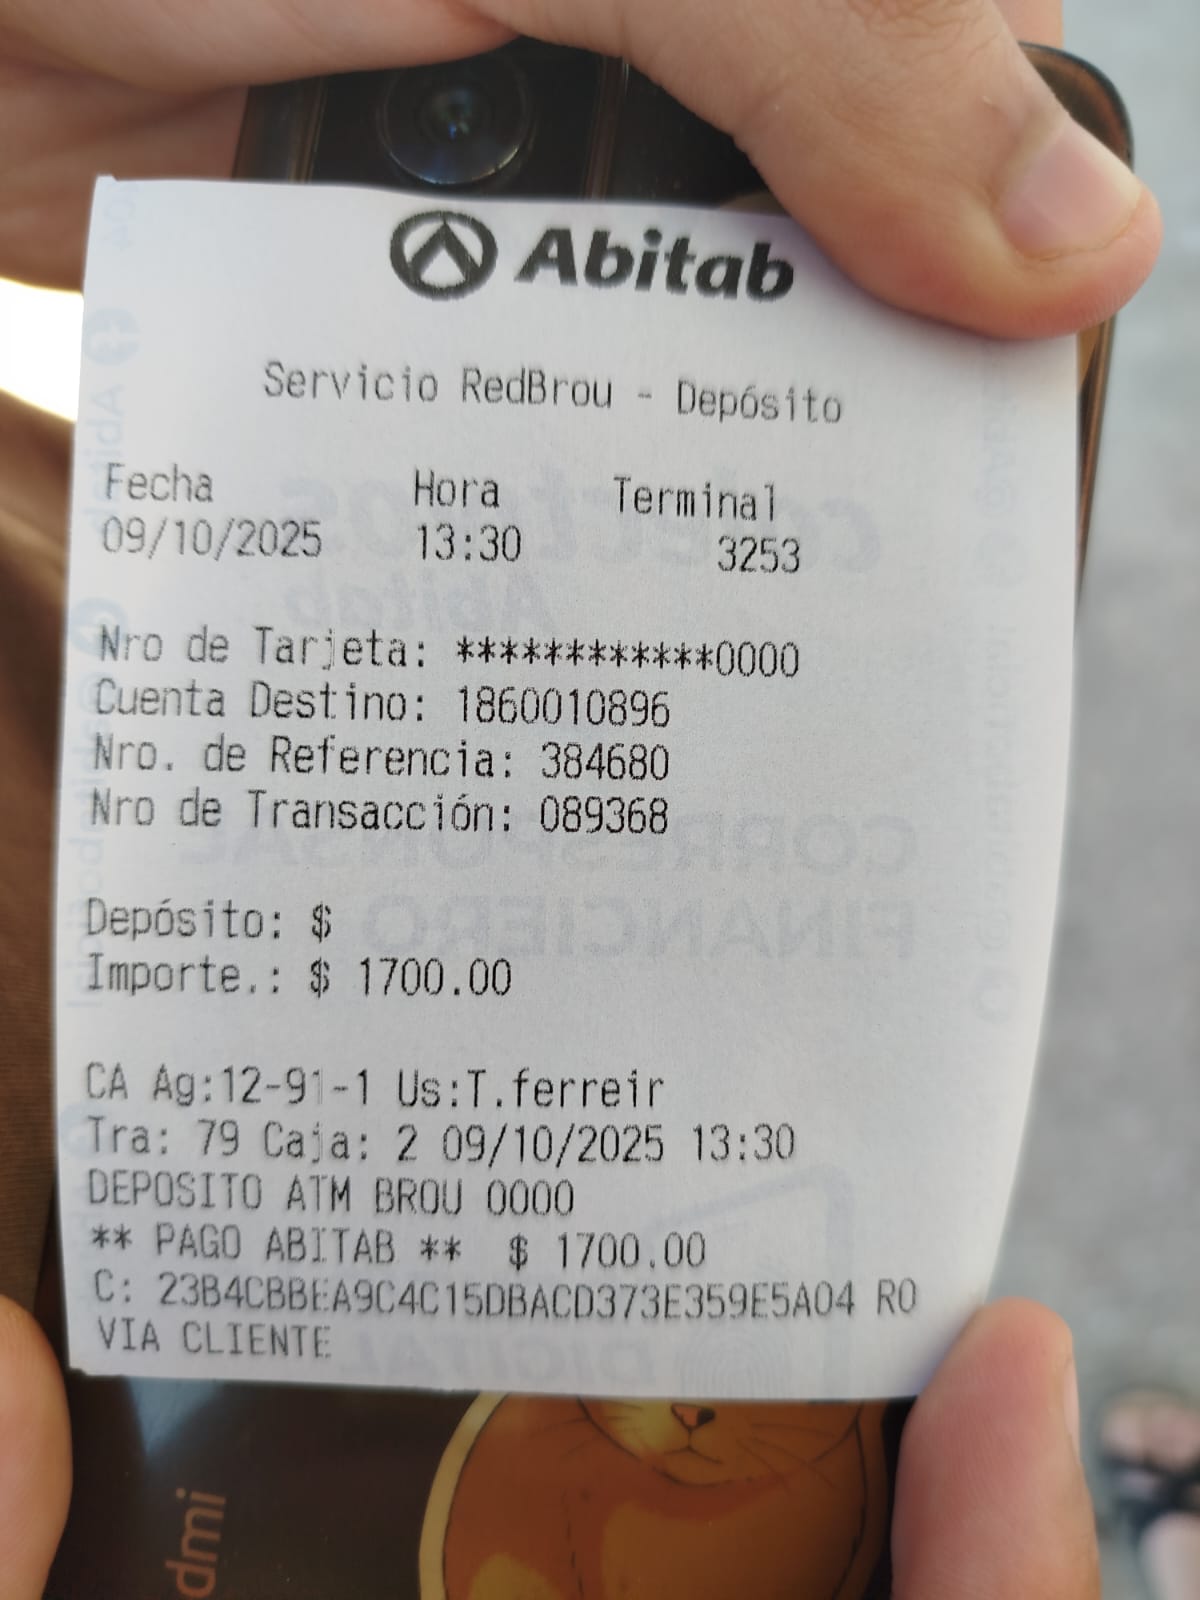 Abitab
Servicio RedBrou - Depósito
Fecha Hora Terminal
09/10/2025 13:30 3253
Nro de Tarjeta: ************0000
Cuenta Destino: 1860010896
Nro. de Referencia: 384680
Nro de Transacción: 089368
Depósito: $
Importe.: $ 1700.00
CA Ag:12-91-1 Us:T.ferreir
Tra: 79 Caja: 2 09/10/2025 13:30
DEPOSITO ATM BROU 0000
** PAGO ABITAB ** $ 1700.00
C: 23B4CBBEA9C4C15DBACD373E359E5A04 RO
VIA CLIENTE
dmi